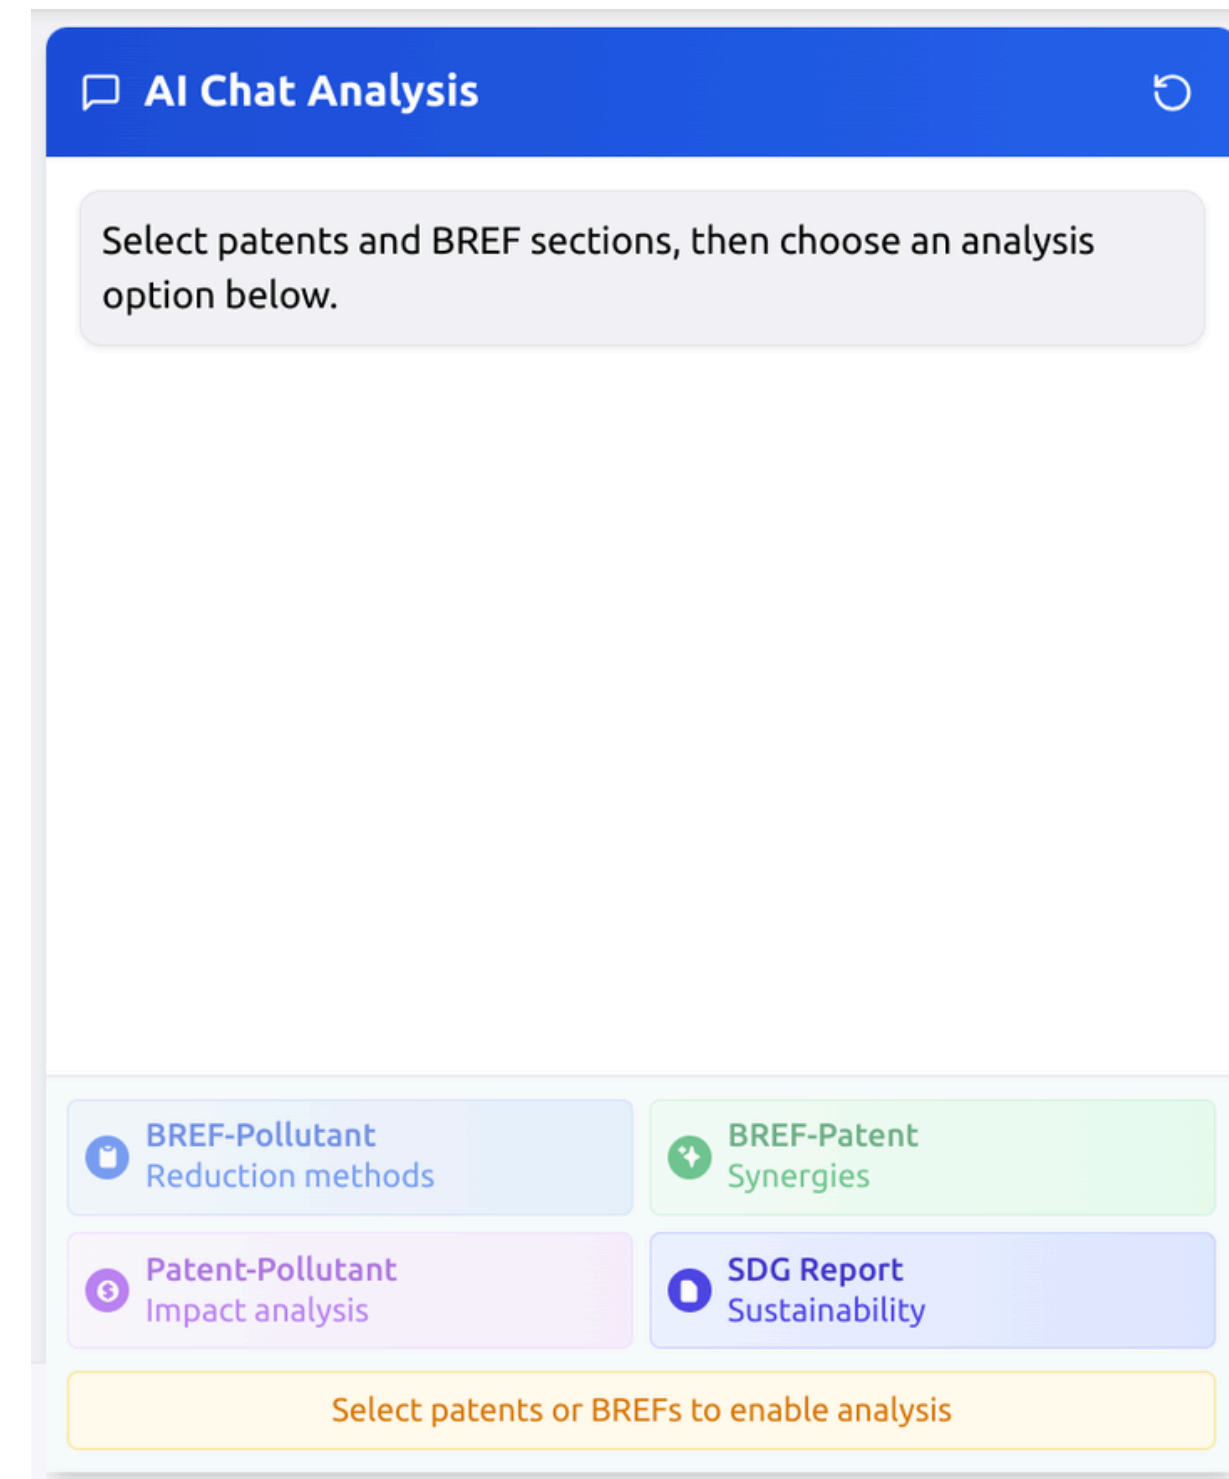 AI Chat Analysis
Select patents and BREF sections, then choose an analysis
option below.
BREF-Pollutant
Reduction methods
BREF-Patent
Synergies
Patent-Pollutant
Impact analysis
SDG Report
Sustainability
Select patents or BREFs to enable analysis